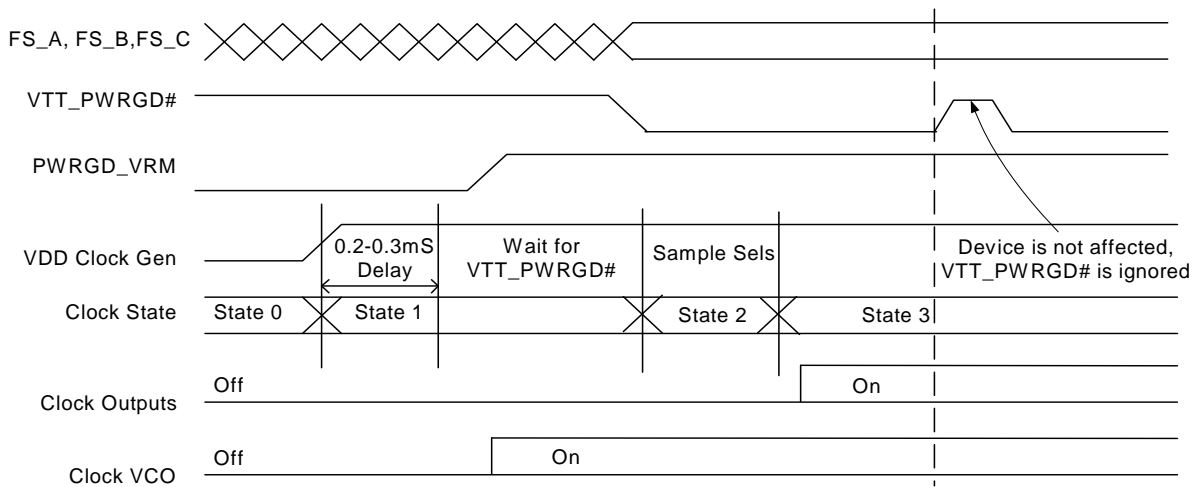 FS_A, FS_B,FS_C
VTT_PWRGD#
PWRGD_VRM
VDD Clock Gen
0.2-0.3mS
Delay
Wait for
VTT_PWRGD#
Sample Sels
Device is not affected,
VTT_PWRGD# is ignored
Clock State
State 0
State 1
State 2
State 3
Clock Outputs
Off
On
Clock VCO
Off
On